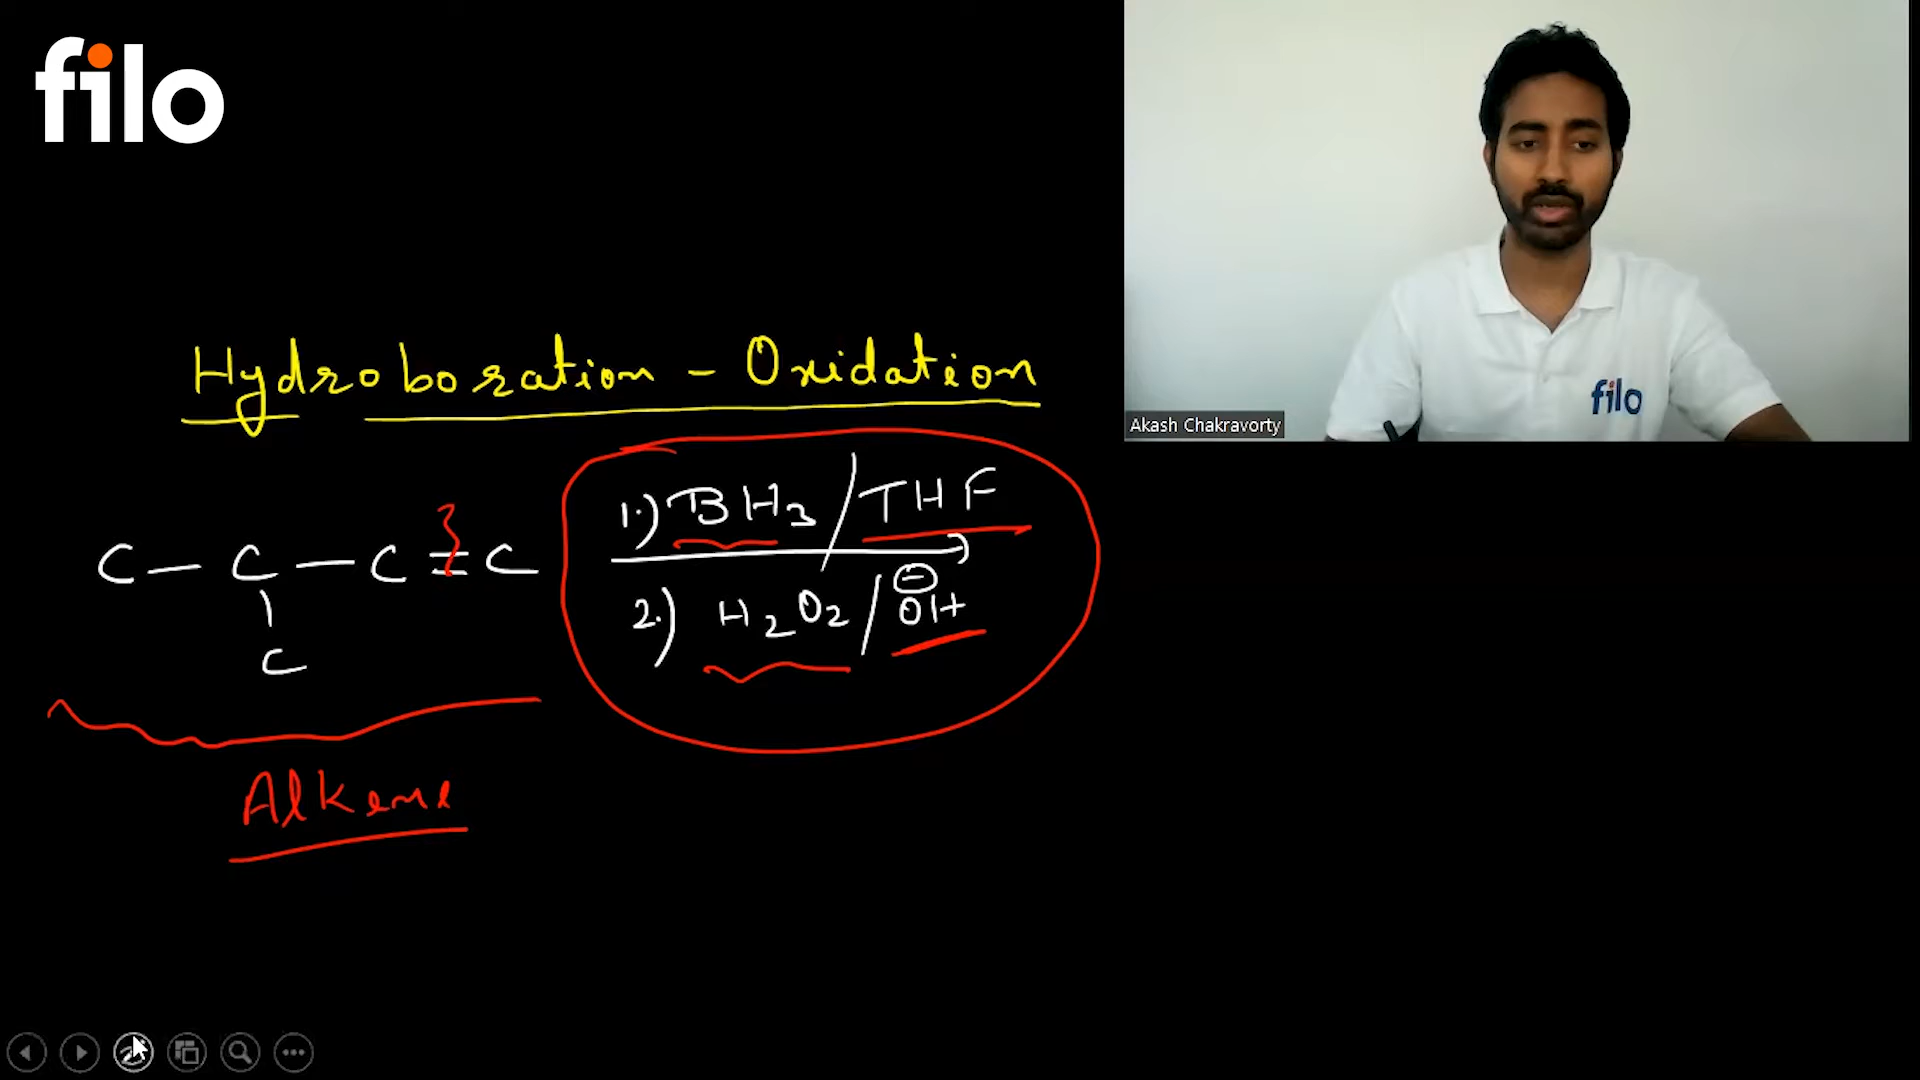 filo
filo
Akash Chakravorty
Hydroboration - Oxidation
1.) BH3 / THF
C - C - C = C
2.) H2O2 / OH
-
C
Alkene